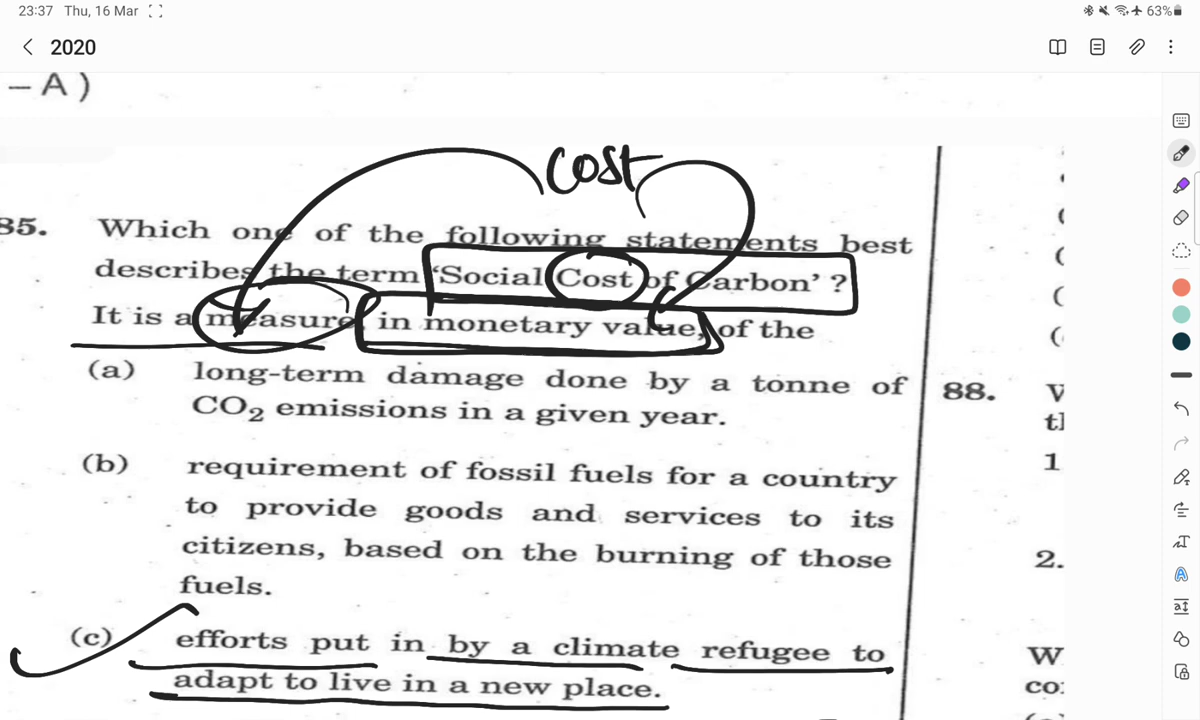 23:37 Thu, 16 Mar
63%
2020
– A )
cost
85. Which one of the following statements best
describes the term 'Social Cost of Carbon' ?
It is a measure, in monetary value, of the
(a) long-term damage done by a tonne of
CO₂ emissions in a given year.
(b) requirement of fossil fuels for a country
to provide goods and services to its
citizens, based on the burning of those
fuels.
(c) efforts put in by a climate refugee to
adapt to live in a new place.
88.
1
2.
W